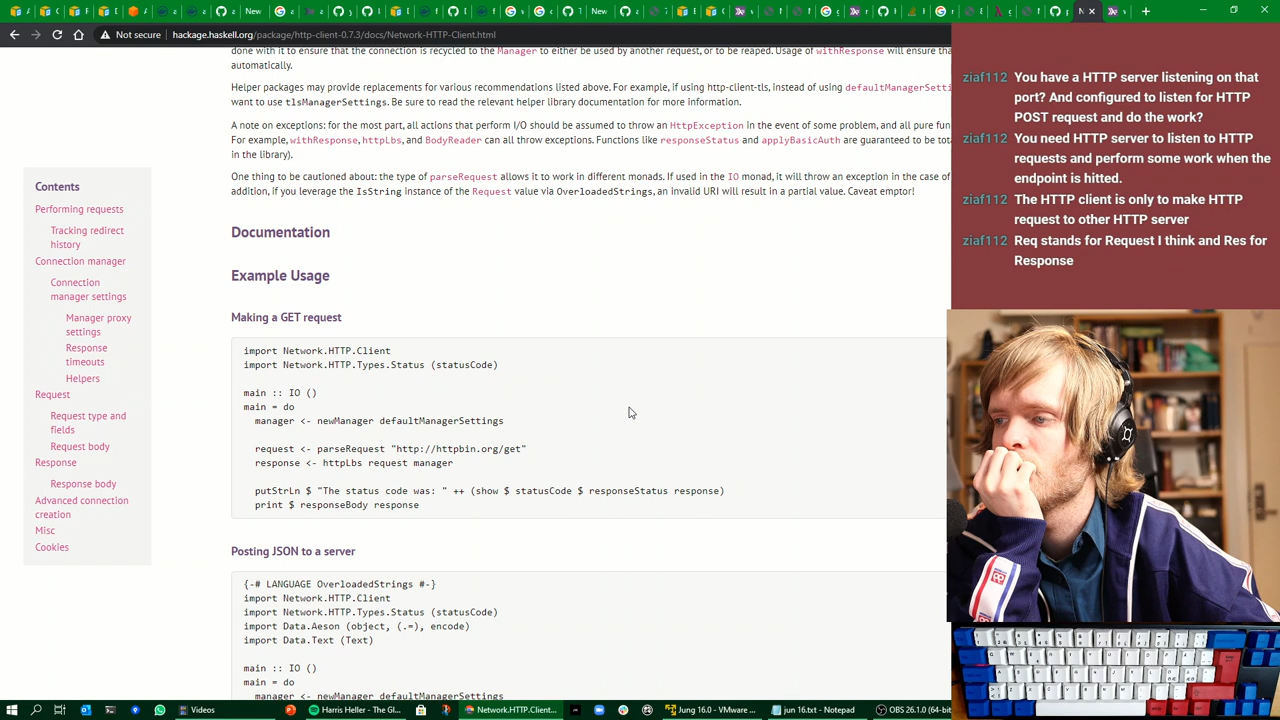 New
New
N
Not secure
hackage.haskell.org/package/http-client-0.7.3/docs/Network-HTTP-Client.html
done with it to ensure that the connection is recycled to the Manager to either be used by another request, or to be reaped. Usage of withResponse will ensure tha
automatically.
Helper packages may provide replacements for various recommendations listed above. For example, if using http-client-tls, instead of using defaultManagerSetti
want to use tlsManagerSettings. Be sure to read the relevant helper library documentation for more information.
A note on exceptions: for the most part, all actions that perform I/O should be assumed to throw an HttpException in the event of some problem, and all pure fun
For example, withResponse, httpLbs, and BodyReader can all throw exceptions. Functions like responseStatus and applyBasicAuth are guaranteed to be tota
in the library).
One thing to be cautioned about: the type of parseRequest allows it to work in different monads. If used in the IO monad, it will throw an exception in the case of
addition, if you leverage the IsString instance of the Request value via OverloadedStrings, an invalid URI will result in a partial value. Caveat emptor!
Contents
Performing requests
Tracking redirect
history
Connection manager
Connection
manager settings
Manager proxy
settings
Response
timeouts
Helpers
Request
Request type and
fields
Request body
Response
Response body
Advanced connection
creation
Misc
Cookies
Documentation
Example Usage
Making a GET request
import Network.HTTP.Client
import Network.HTTP.Types.Status (statusCode)
main :: IO ()
main = do
manager <- newManager defaultManagerSettings
request <- parseRequest "http://httpbin.org/get"
response <- httpLbs request manager
putStrLn $ "The status code was: " ++ (show $ statusCode $ responseStatus response)
print $ responseBody response
Posting JSON to a server
{-# LANGUAGE OverloadedStrings #-}
import Network.HTTP.Client
import Network.HTTP.Types.Status (statusCode)
import Data.Aeson (object, (.=), encode)
import Data.Text (Text)
main :: IO ()
main = do
manager <- newManager defaultManagerSettings
ziaf112 You have a HTTP server listening on that
port? And configured to listen for HTTP
POST request and do the work?
ziaf112 You need HTTP server to listen to HTTP
requests and perform some work when the
endpoint is hitted.
ziaf112 The HTTP client is only to make HTTP
request to other HTTP server
ziaf112 Req stands for Request I think and Res for
Response
Videos
Harris Heller - The Gl...
Network.HTTP.Client...
Jung 16.0 - VMware ...
jun 16.txt - Notepad
OBS 26.1.0 (64-bi